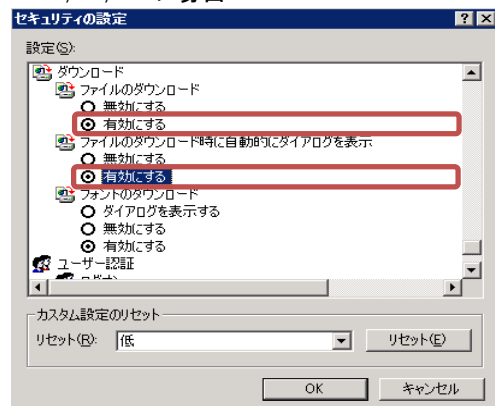 セキュリティの設定
設定(S):
ダウンロード
ファイルのダウンロード
無効にする
有効にする
ファイルのダウンロード時に自動的にダイアログを表示
無効にする
有効にする
フォントのダウンロード
ダイアログを表示する
無効にする
有効にする
ユーザー認証
カスタム設定のリセット
リセット(R):
低
リセット(E)
OK
キャンセル